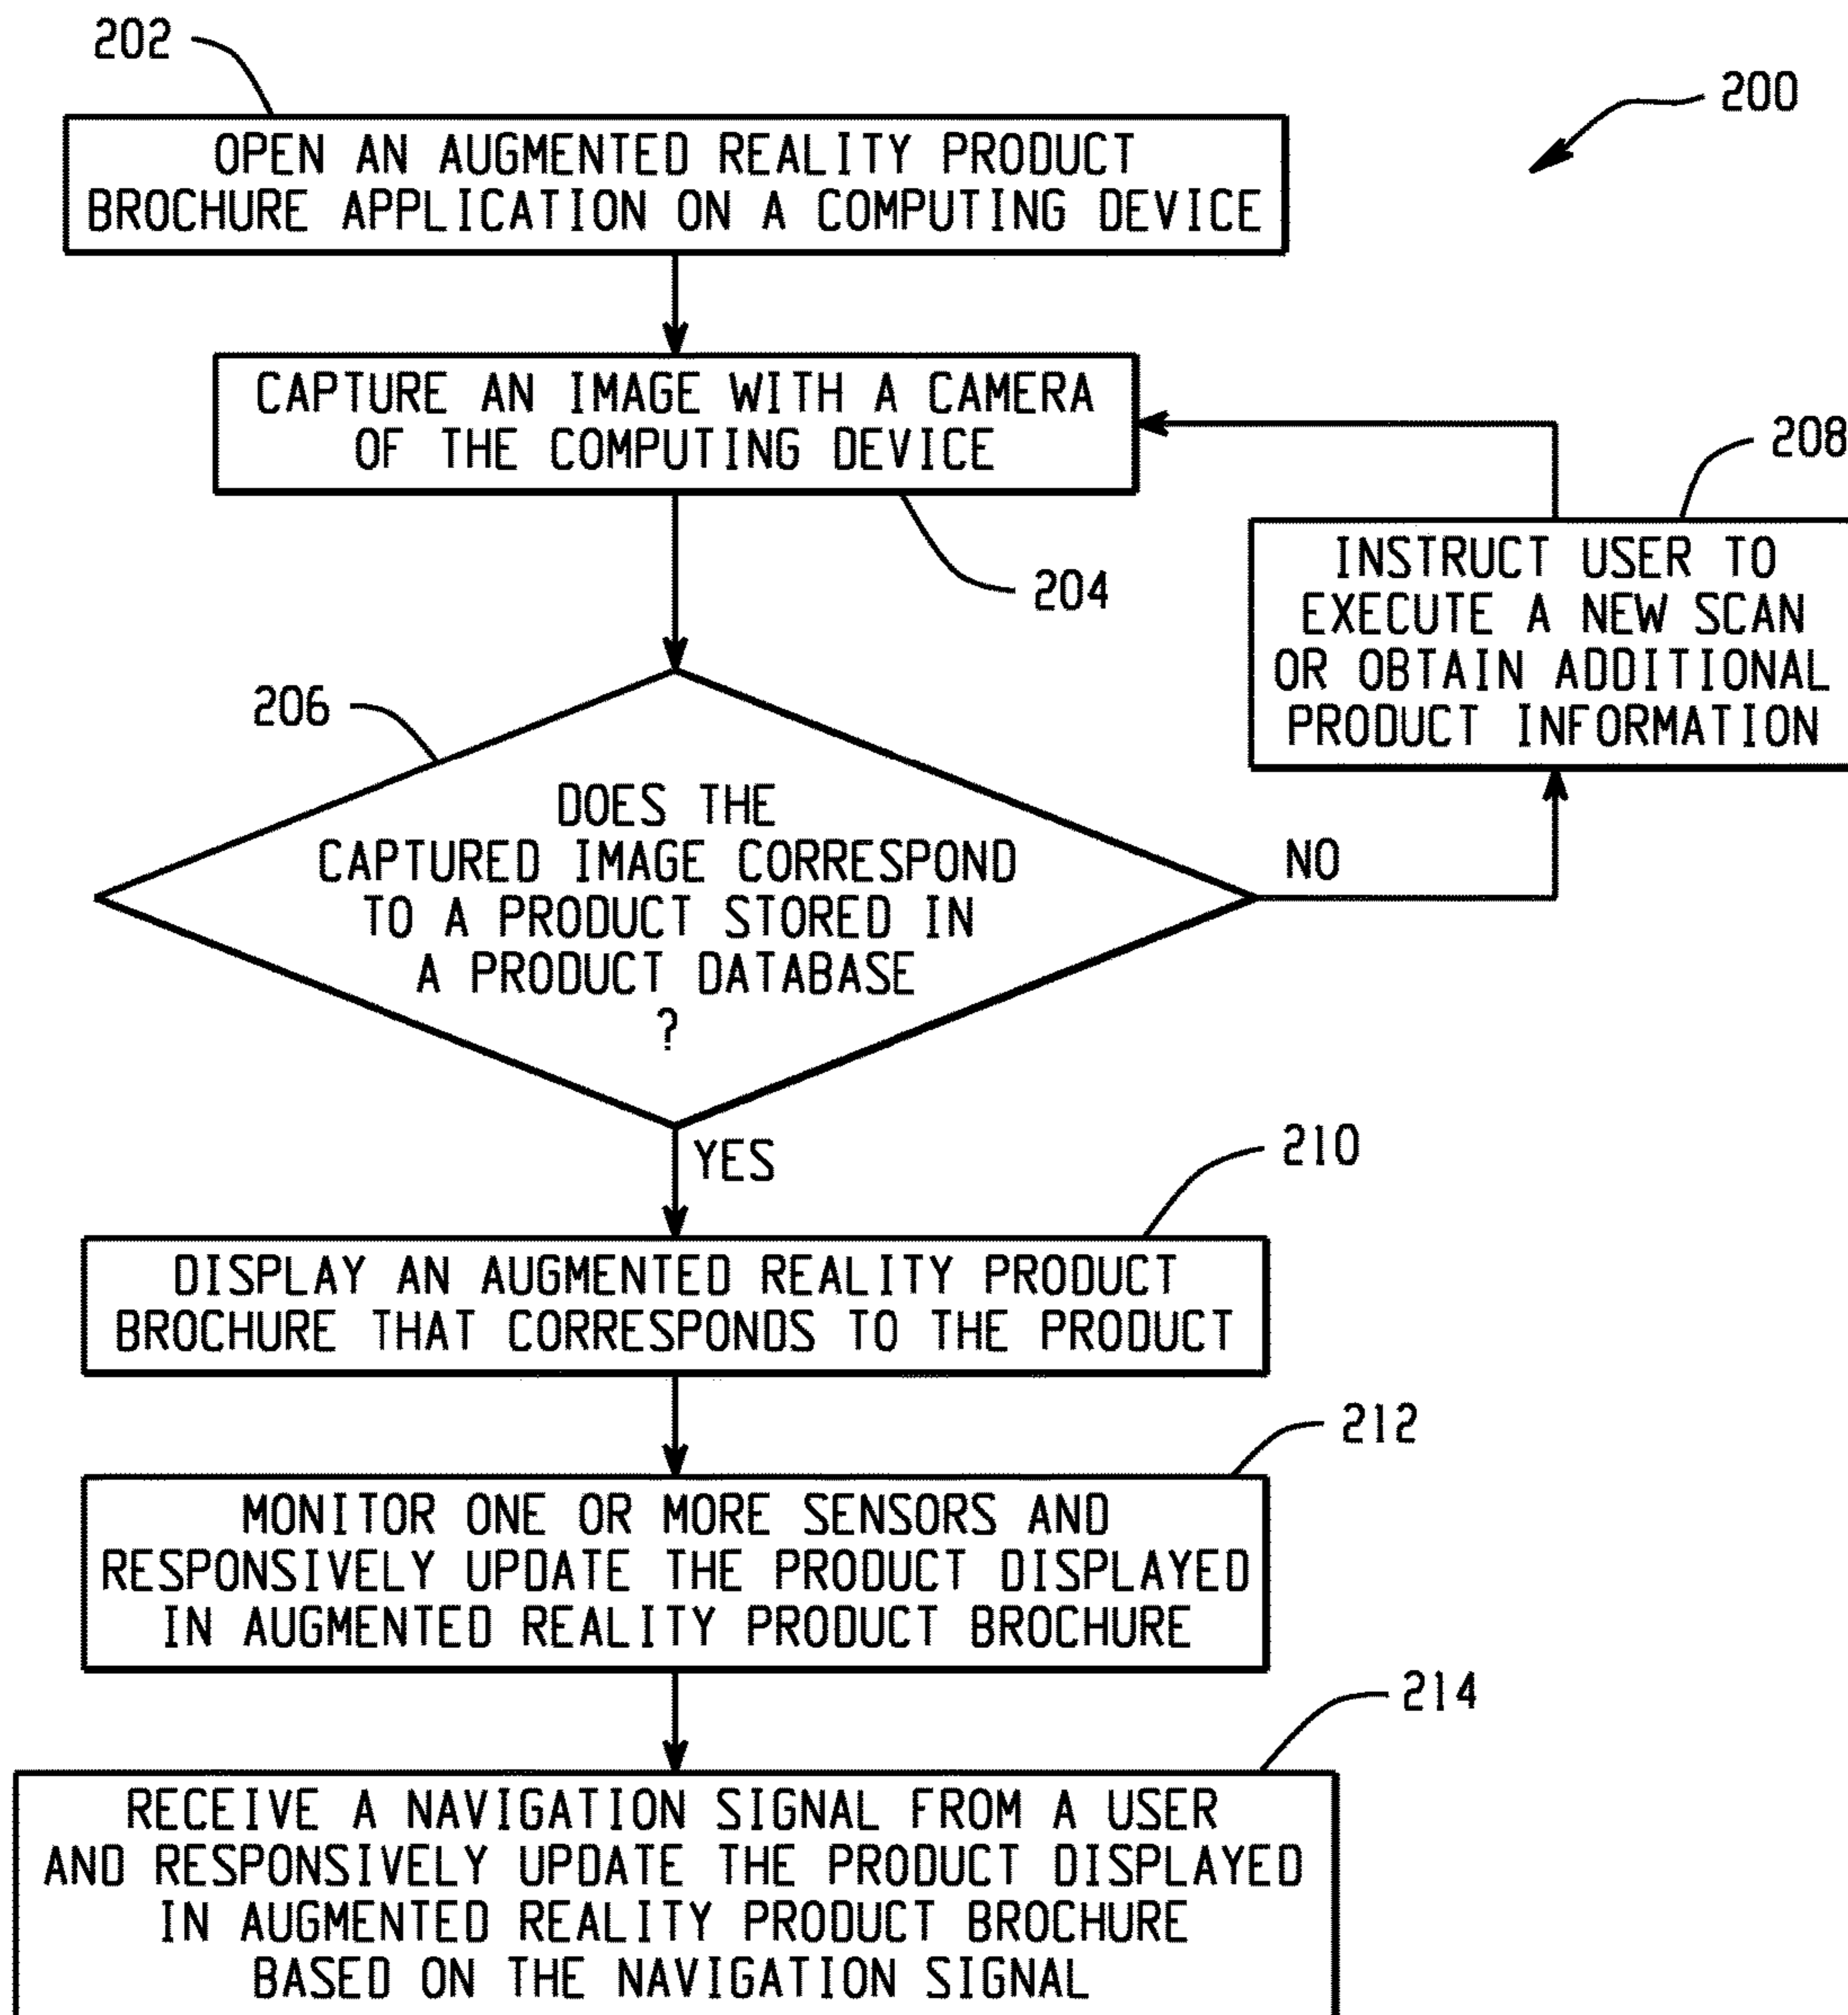 202
200
OPEN AN AUGMENTED REALITY PRODUCT
BROCHURE APPLICATION ON A COMPUTING DEVICE
CAPTURE AN IMAGE WITH A CAMERA
OF THE COMPUTING DEVICE
204
208
INSTRUCT USER TO
EXECUTE A NEW SCAN
OR OBTAIN ADDITIONAL
PRODUCT INFORMATION
206
DOES THE
CAPTURED IMAGE CORRESPOND
TO A PRODUCT STORED IN
A PRODUCT DATABASE
?
NO
YES
210
DISPLAY AN AUGMENTED REALITY PRODUCT
BROCHURE THAT CORRESPONDS TO THE PRODUCT
212
MONITOR ONE OR MORE SENSORS AND
RESPONSIVELY UPDATE THE PRODUCT DISPLAYED
IN AUGMENTED REALITY PRODUCT BROCHURE
214
RECEIVE A NAVIGATION SIGNAL FROM A USER
AND RESPONSIVELY UPDATE THE PRODUCT DISPLAYED
IN AUGMENTED REALITY PRODUCT BROCHURE
BASED ON THE NAVIGATION SIGNAL